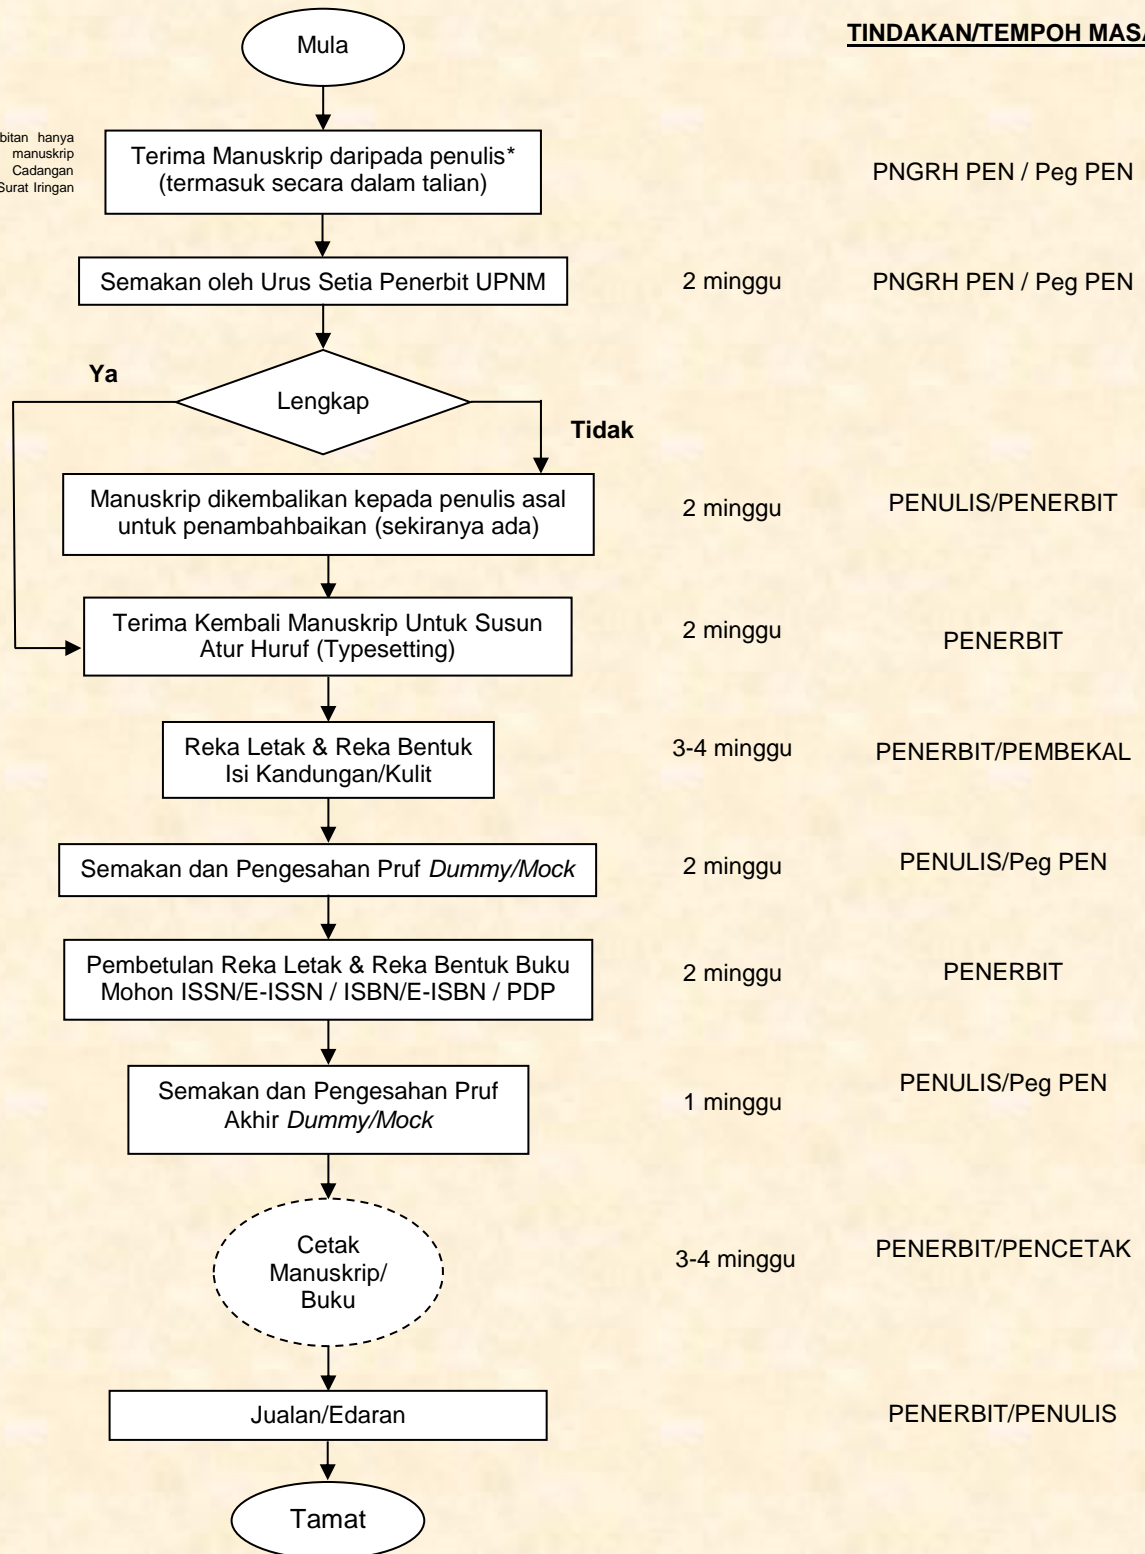 Mula
TINDAKAN/TEMPOH
hanya
manuskrip
Cadangan
Surat Iringan
Terima Manuskrip daripada penulis*
(termasuk secara dalam talian)
PNGRH PEN / Peg PEN
Semakan oleh Urus Setia Penerbit UPNM
2 minggu
PNGRH PEN / Peg PEN
Ya
Lengkap
Tidak
Manuskrip dikembalikan kepada penulis asal
untuk penambahbaikan (sekiranya ada)
2 minggu
PENULIS/PENERBIT
Terima Kembali Manuskrip Untuk Susun
Atur Huruf (Typesetting)
2 minggu
PENERBIT
Reka Letak & Reka Bentuk
Isi Kandungan/Kulit
3-4 minggu
PENERBIT/PEMBEKAL
Semakan dan Pengesahan Pruf Dummy/Mock
2 minggu
PENULIS/Peg PEN
Pembetulan Reka Letak & Reka Bentuk Buku
Mohon ISSN/E-ISSN / ISBN/E-ISBN / PDP
2 minggu
PENERBIT
Semakan dan Pengesahan Pruf
Akhir Dummy/Mock
1 minggu
PENULIS/Peg PEN
Cetak
Manuskrip/
Buku
3-4 minggu
PENERBIT/PENCETAK
Jualan/Edaran
PENERBIT/PENULIS
Tamat